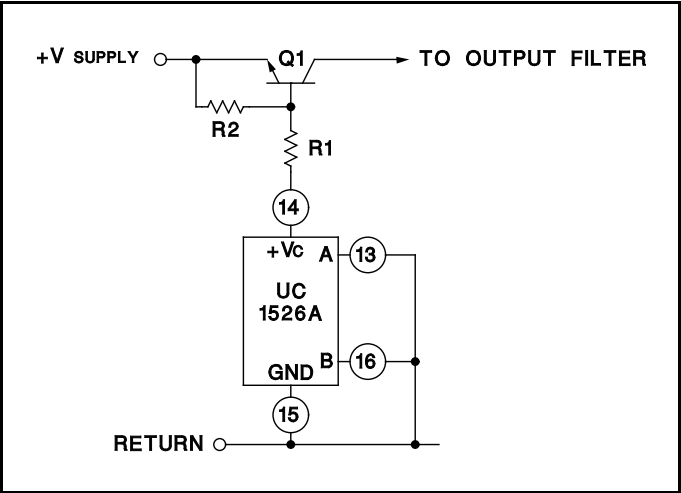 +V SUPPLY
Q1
TO OUTPUT FILTER
R2
R1
14
+VC
A
13
UC
1526A
B
16
GND
15
RETURN